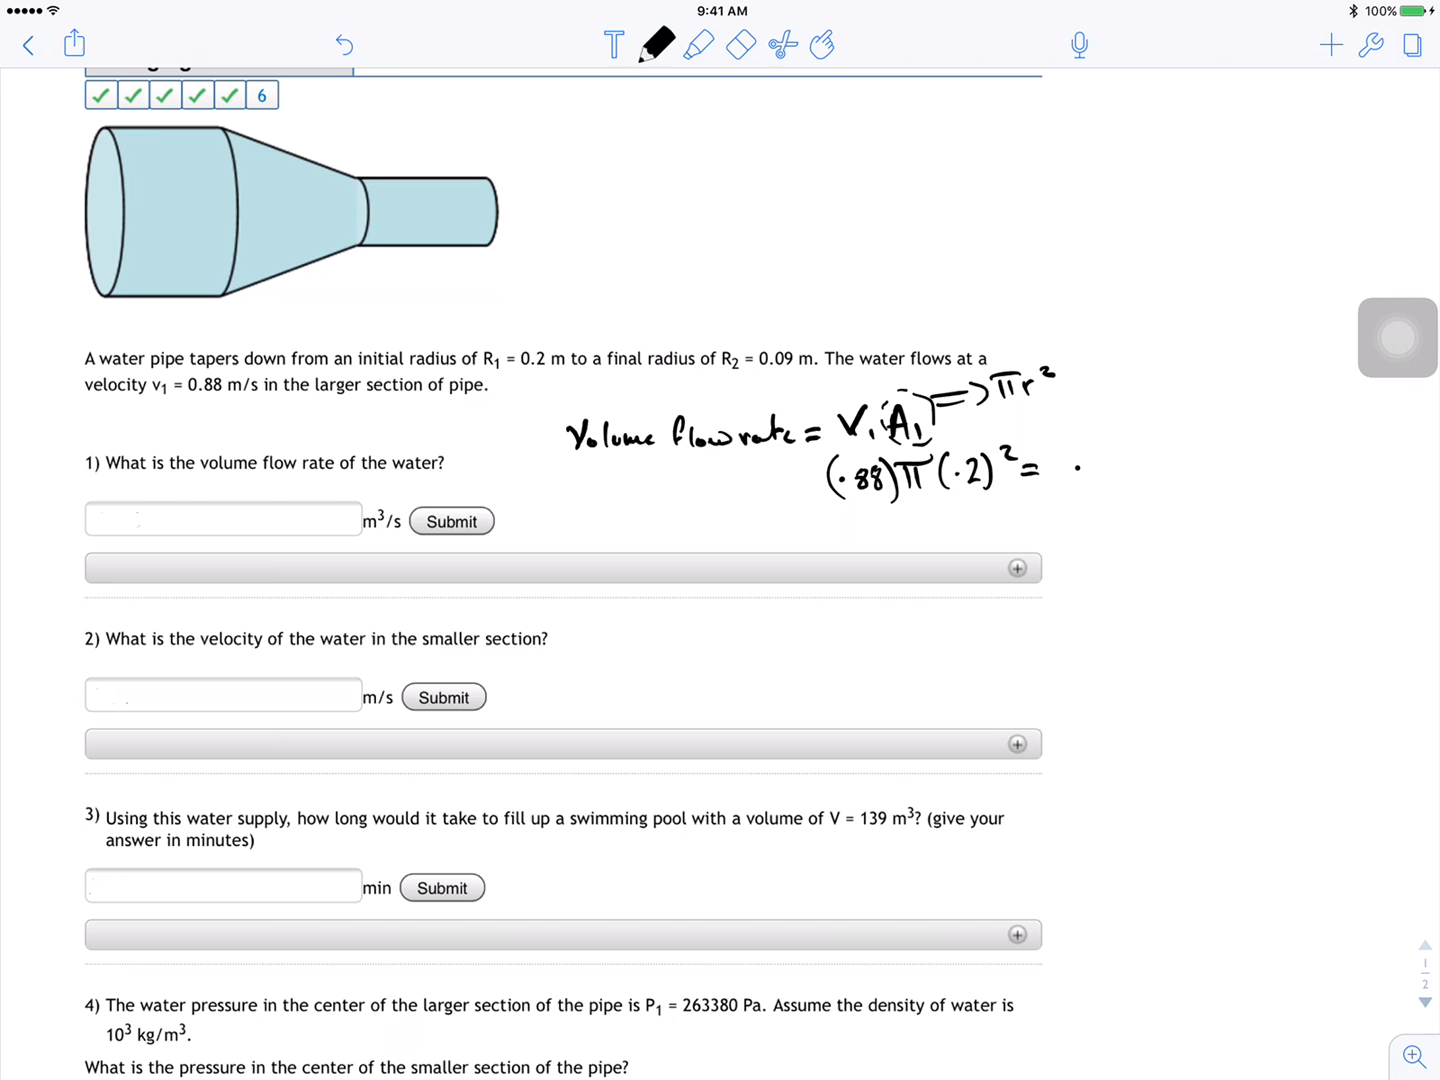 9:41 AM
100%
T
6
A water pipe tapers down from an initial radius of R₁ = 0.2 m to a final radius of R₂ = 0.09 m. The water flows at a
velocity v₁ = 0.88 m/s in the larger section of pipe.
Volume flow rate = V₁ A₁ => πr²
(.88)π(.2)² = .
1) What is the volume flow rate of the water?
m³/s Submit
2) What is the velocity of the water in the smaller section?
m/s Submit
3) Using this water supply, how long would it take to fill up a swimming pool with a volume of V = 139 m³? (give your
answer in minutes)
min Submit
1
2
4) The water pressure in the center of the larger section of the pipe is P₁ = 263380 Pa. Assume the density of water is
10³ kg/m³.
What is the pressure in the center of the smaller section of the pipe?